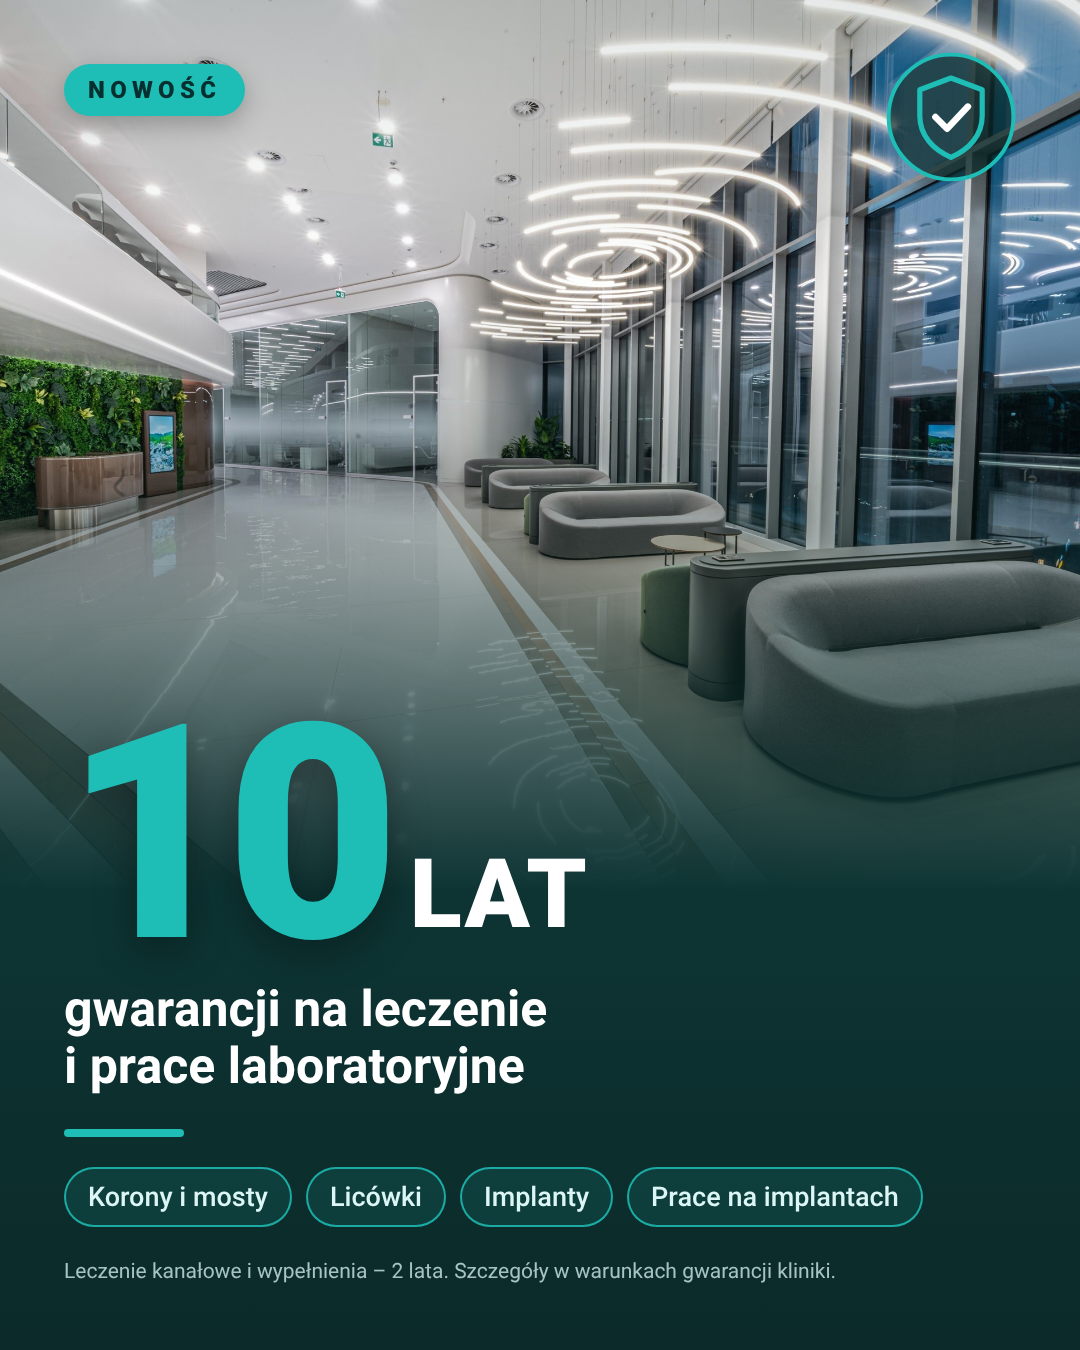 NOWOŚĆ
10 LAT
gwarancji na leczenie
i prace laboratoryjne
Korony i mosty
Licówki
Implanty
Prace na implantach
Leczenie kanałowe i wypełnienia – 2 lata. Szczegóły w warunkach gwarancji kliniki.